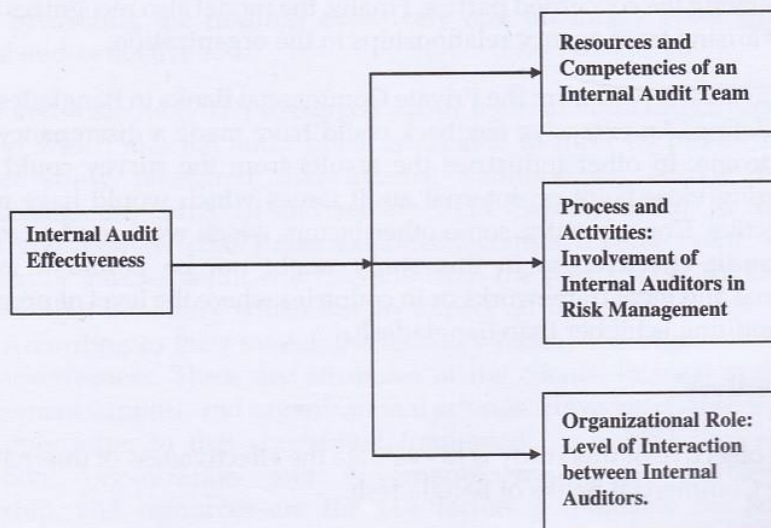 Resources and
Competencies of an
Internal Audit Team
Internal Audit
Effectiveness
Process and
Activities:
Involvement of
Internal Auditors in
Risk Management
Organizational Role:
Level of Interaction
between Internal
Auditors.